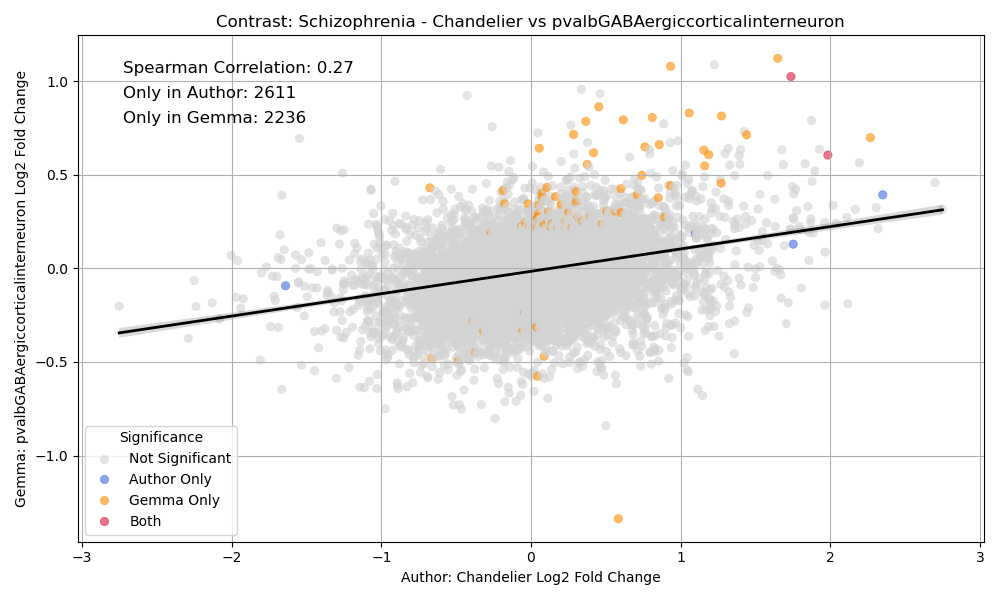 Contrast: Schizophrenia - Chandelier vs pvalbGABAergiccorticalinterneuron
Spearman Correlation: 0.27
Only in Author: 2611
Only in Gemma: 2236
1.0
0.5
0.0
−0.5
−1.0
Gemma: pvalbGABAergiccorticalinterneuron Log2 Fold Change
Significance
Not Significant
Author Only
Gemma Only
Both
−3
−2
−1
0
1
2
3
Author: Chandelier Log2 Fold Change